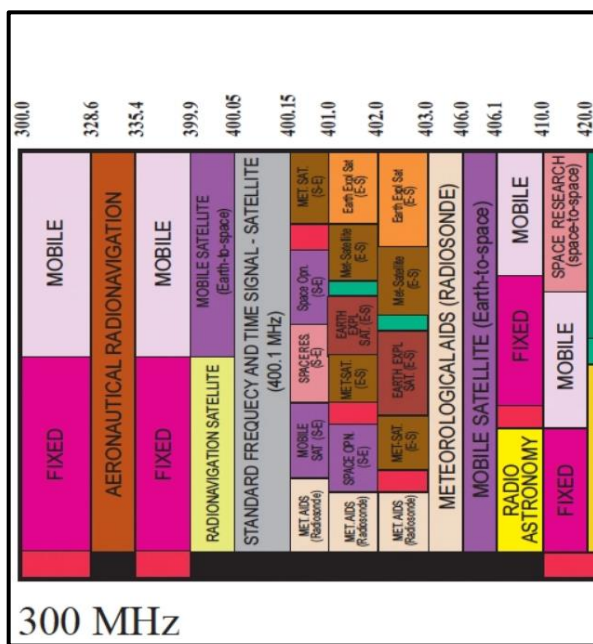 300.0
328.6
335.4
399.9
400.05
400.15
401.0
402.0
403.0
406.0
406.1
410.0
420.0
MOBILE
FIXED
AERONAUTICAL RADIONAVIGATION
MOBILE
FIXED
MOBILE SATELLITE
(Earth-to-space)
RADIONAVIGATION SATELLITE
STANDARD FREQUECY AND TIME SIGNAL - SATELLITE
(400.1 MHz)
MET. SAT.
(S-E)
Space Opn.
(S-E)
SPACE RES.
(S-E)
MOBILE
SAT (S-E)
MET. AIDS
(Radiosonde)
Earth Expl Sat
(E-S)
Met-Satellite
(E-S)
EARTH
EXPL
SAT. (E-S)
MET-SAT.
(E-S)
SPACE OPN.
(S-E)
MET. AIDS
(Radiosonde)
Earth Expl Sat
(E-S)
Met-Satellite
(E-S)
EARTH EXPL
SAT. (E-S)
MET-SAT.
(E-S)
MET. AIDS
(Radiosonde)
METEOROLOGICAL AIDS (RADIOSONDE)
MOBILE SATELLITE (Earth-to-space)
MOBILE
FIXED
RADIO
ASTRONOMY
SPACE RESEARCH
(space-to-space)
MOBILE
FIXED
300 MHz